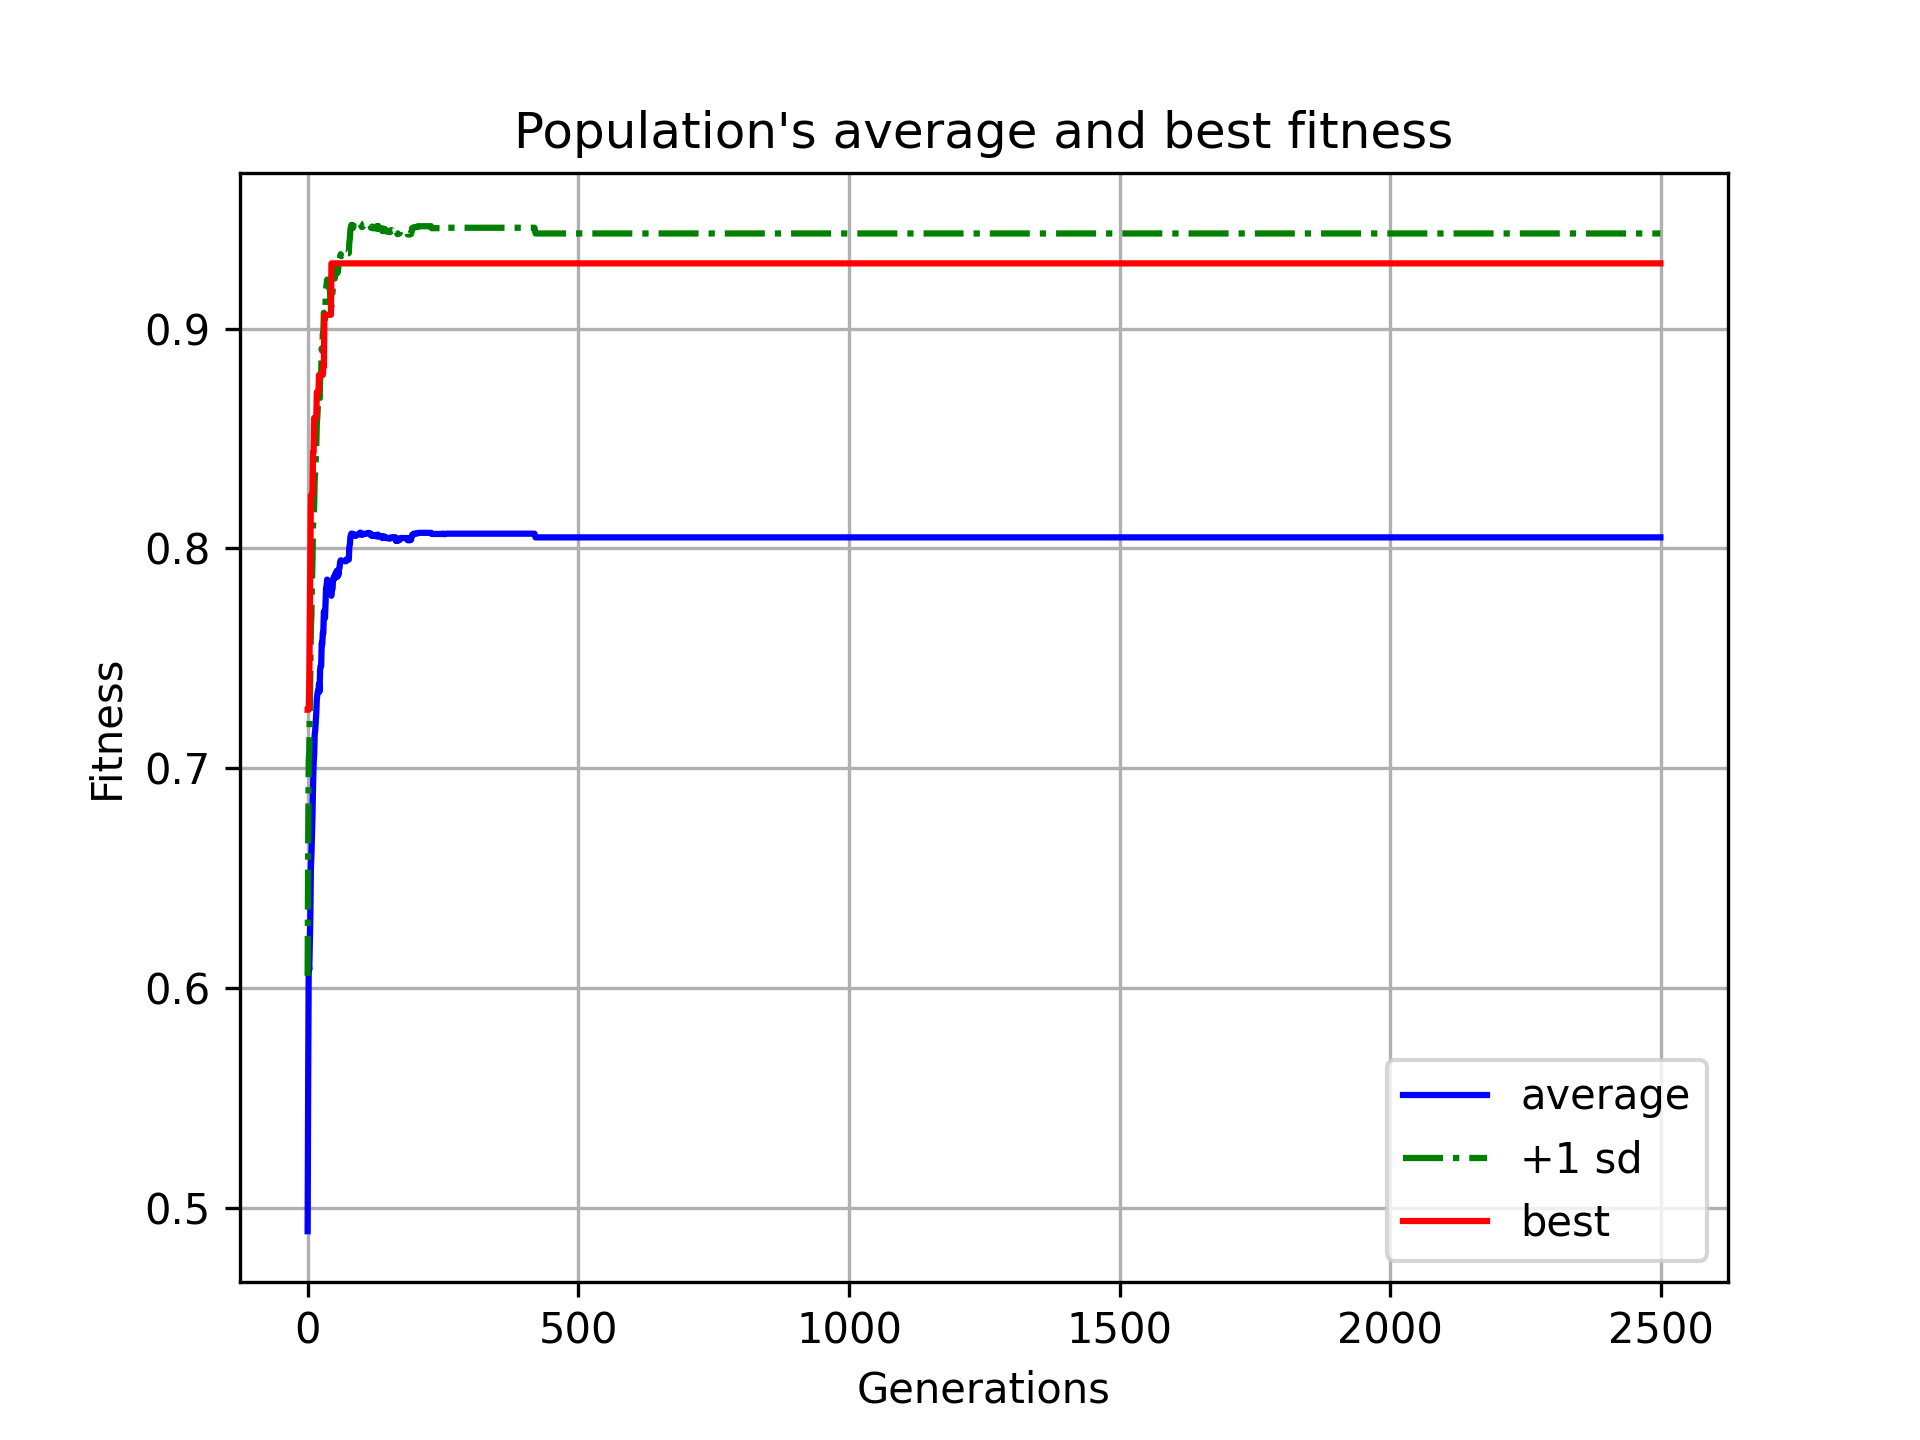 Population's average and best fitness
Fitness
0.9
0.8
0.7
0.6
0.5
0 500 1000 1500 2000 2500
Generations
average
+1 sd
best